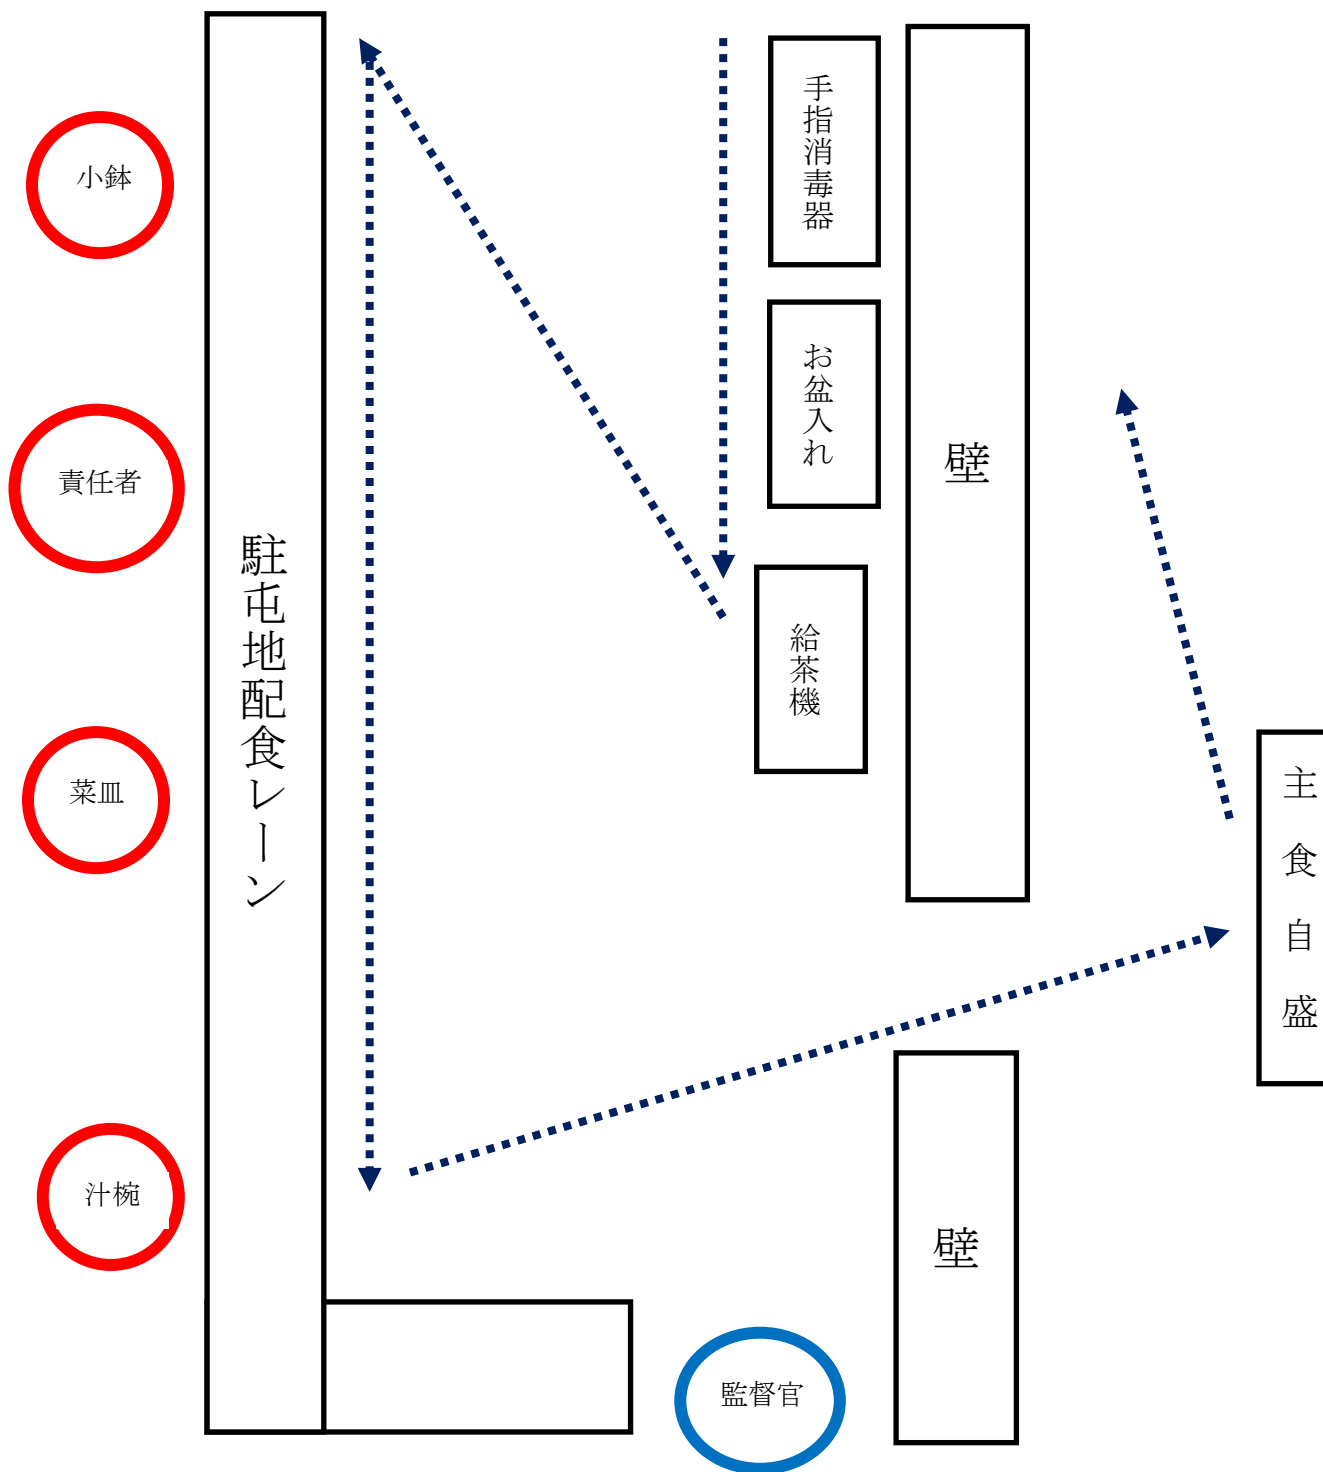 小鉢
責任者
菜皿
汁椀
駐屯地配食レーン
手指消毒器
お盆入れ
給茶機
壁
壁
主食自盛
監督官